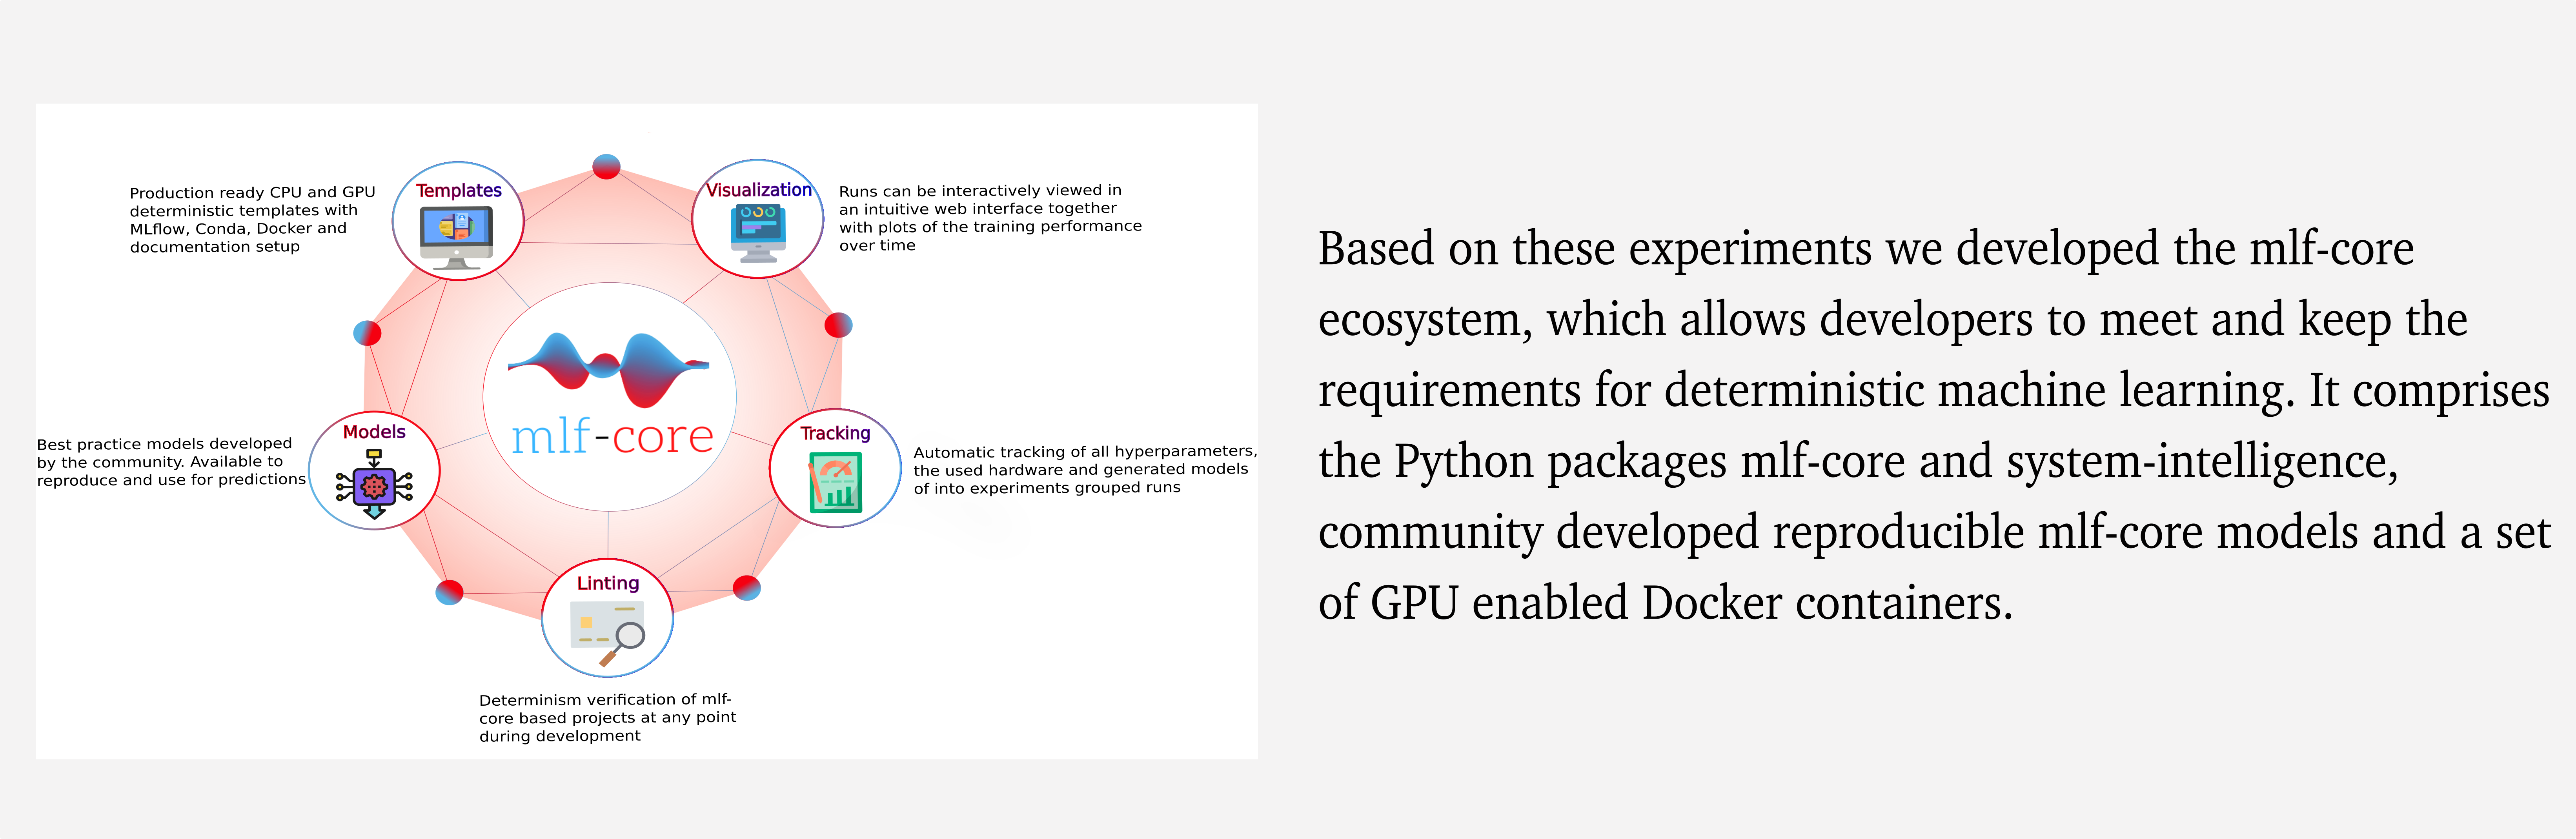 Templates
Production ready CPU and GPU
deterministic templates with
MLflow, Conda, Docker and
documentation setup
Visualization
Runs can be interactively viewed in
an intuitive web interface together
with plots of the training performance
over time
mlf-core
Models
Best practice models developed
by the community. Available to
reproduce and use for predictions
Tracking
Automatic tracking of all hyperparameters,
the used hardware and generated models
of into experiments grouped runs
Linting
Determinism verification of mlf-
core based projects at any point
during development
Based on these experiments we developed the mlf-core
ecosystem, which allows developers to meet and keep the
requirements for deterministic machine learning. It comprises
the Python packages mlf-core and system-intelligence,
community developed reproducible mlf-core models and a set
of GPU enabled Docker containers.